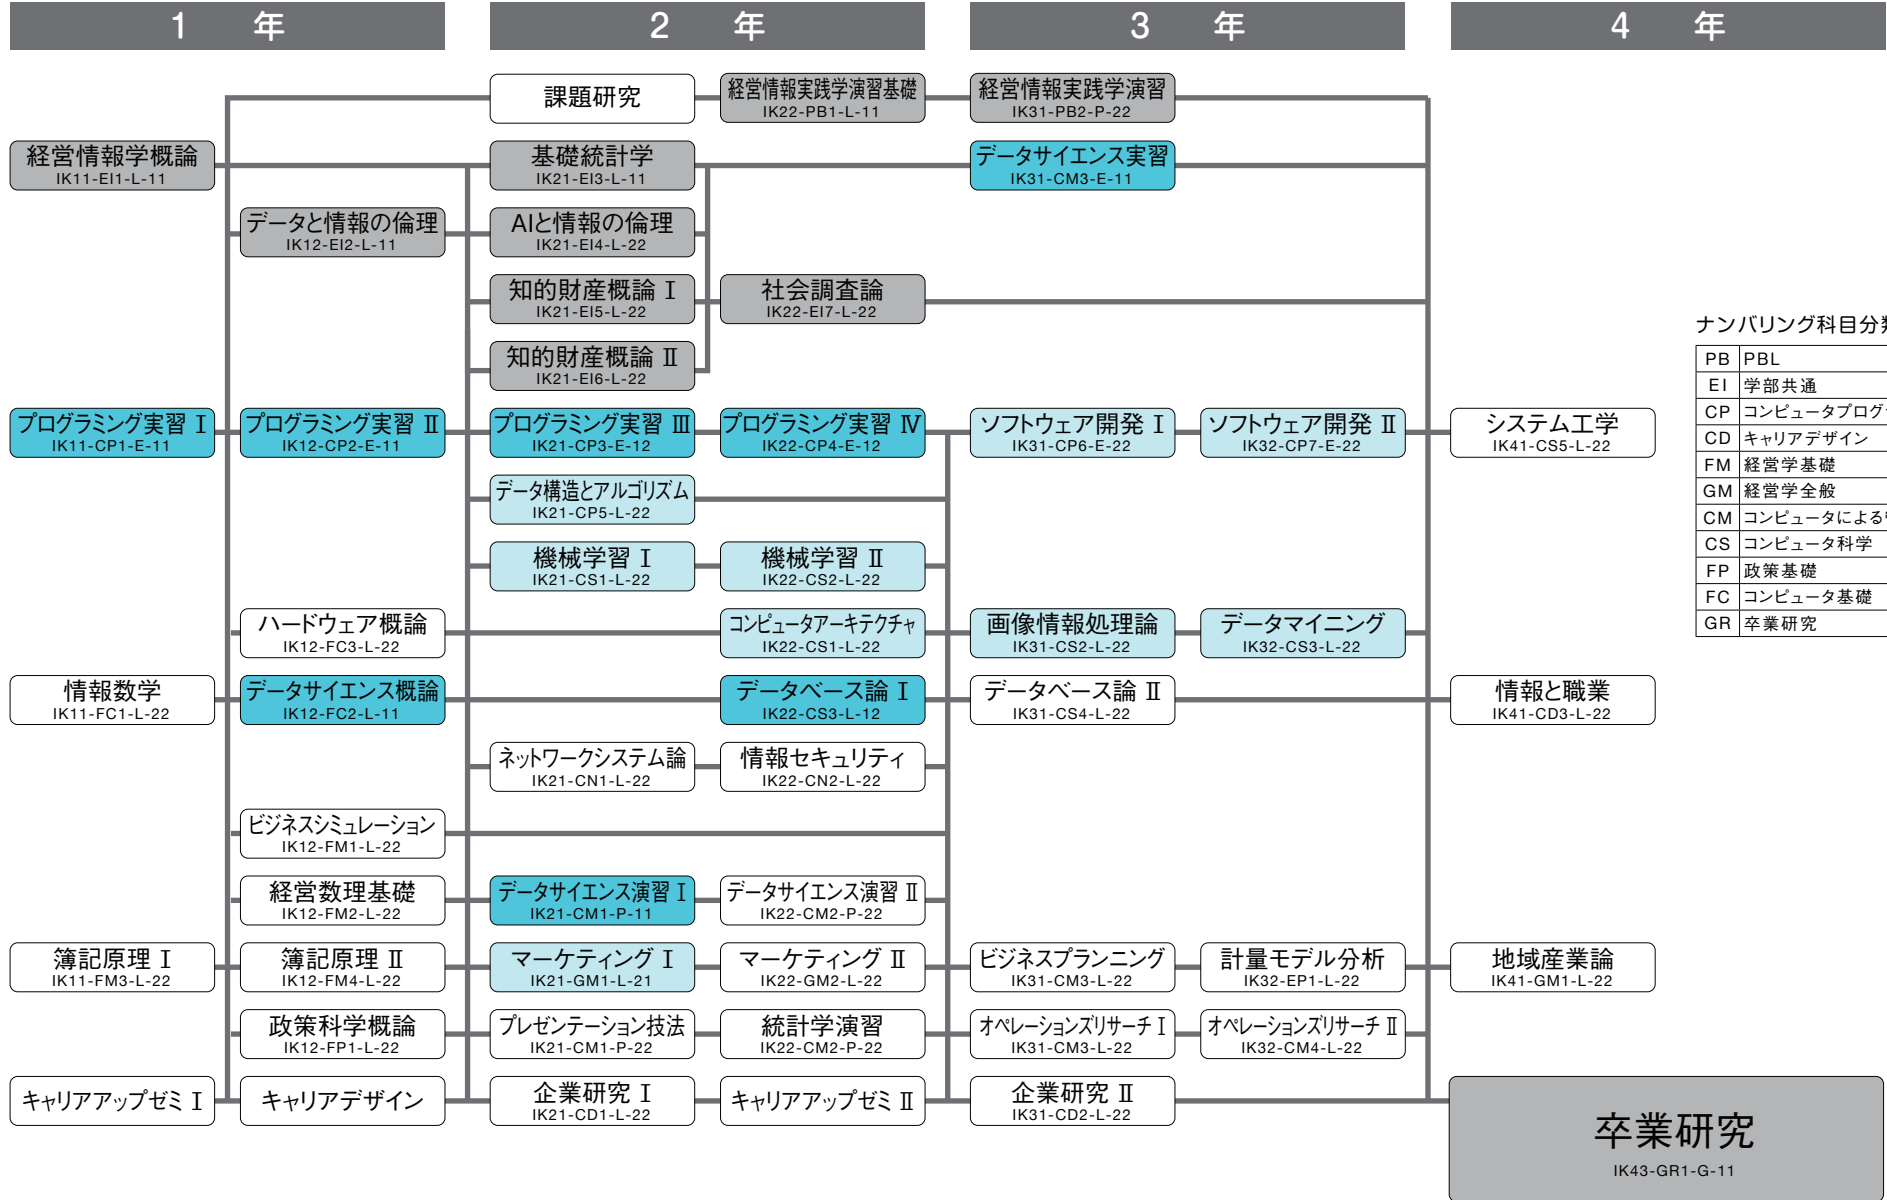 1 年
2 年
3 年
4 年
課題研究
経営情報実践学演習基礎
IK22-PB1-L-11
経営情報実践学演習
IK31-PB2-P-22
経営情報学概論
IK11-EI1-L-11
基礎統計学
IK21-EI3-L-11
データサイエンス実習
IK31-CM3-E-11
データと情報の倫理
IK12-EI2-L-11
AIと情報の倫理
IK21-EI4-L-22
知的財産概論 Ⅰ
IK21-EI5-L-22
社会調査論
IK22-EI7-L-22
知的財産概論 Ⅱ
IK21-EI6-L-22
プログラミング実習 Ⅰ
IK11-CP1-E-11
プログラミング実習 Ⅱ
IK12-CP2-E-11
プログラミング実習 Ⅲ
IK21-CP3-E-12
プログラミング実習 Ⅳ
IK22-CP4-E-12
ソフトウェア開発 Ⅰ
IK31-CP6-E-22
ソフトウェア開発 Ⅱ
IK32-CP7-E-22
システム工学
IK41-CS5-L-22
データ構造とアルゴリズム
IK21-CP5-L-22
機械学習 Ⅰ
IK21-CS1-L-22
機械学習 Ⅱ
IK22-CS2-L-22
ハードウェア概論
IK12-FC3-L-22
コンピュータアーキテクチャ
IK22-CS1-L-22
画像情報処理論
IK31-CS2-L-22
データマイニング
IK32-CS3-L-22
情報数学
IK11-FC1-L-22
データサイエンス概論
IK12-FC2-L-11
データベース論 Ⅰ
IK22-CS3-L-12
データベース論 Ⅱ
IK31-CS4-L-22
情報と職業
IK41-CD3-L-22
ネットワークシステム論
IK21-CN1-L-22
情報セキュリティ
IK22-CN2-L-22
ビジネスシミュレーション
IK12-FM1-L-22
経営数理基礎
IK12-FM2-L-22
データサイエンス演習 Ⅰ
IK21-CM1-P-11
データサイエンス演習 Ⅱ
IK22-CM2-P-22
簿記原理 Ⅰ
IK11-FM3-L-22
簿記原理 Ⅱ
IK12-FM4-L-22
マーケティング Ⅰ
IK21-GM1-L-21
マーケティング Ⅱ
IK22-GM2-L-22
ビジネスプランニング
IK31-CM3-L-22
計量モデル分析
IK32-EP1-L-22
地域産業論
IK41-GM1-L-22
政策科学概論
IK12-FP1-L-22
プレゼンテーション技法
IK21-CM1-P-22
統計学演習
IK22-CM2-P-22
オペレーションズリサーチ Ⅰ
IK31-CM3-L-22
オペレーションズリサーチ Ⅱ
IK32-CM4-L-22
キャリアアップゼミ Ⅰ
キャリアデザイン
企業研究 Ⅰ
IK21-CD1-L-22
キャリアアップゼミ Ⅱ
企業研究 Ⅱ
IK31-CD2-L-22
卒業研究
IK43-GR1-G-11
ナンバリング科目分
PB PBL
EI 学部共通
CP コンピュータプログ
CD キャリアデザイン
FM 経営学基礎
GM 経営学全般
CM コンピュータによる
CS コンピュータ科学
FP 政策基礎
FC コンピュータ基礎
GR 卒業研究